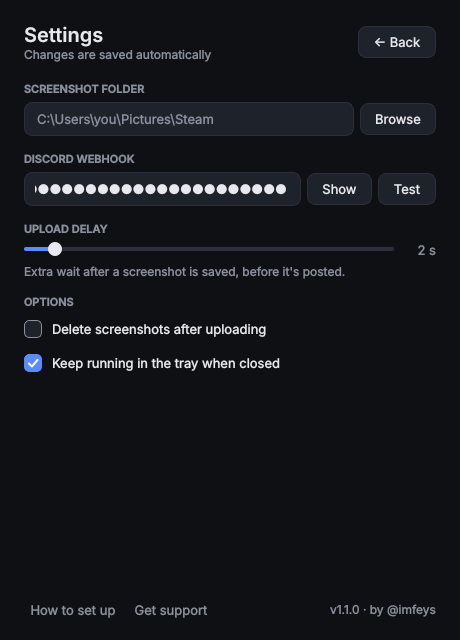 Settings
← Back
Changes are saved automatically
SCREENSHOT FOLDER
C:\Users\you\Pictures\Steam
Browse
DISCORD WEBHOOK
Show
Test
UPLOAD DELAY
2 s
Extra wait after a screenshot is saved, before it's posted.
OPTIONS
Delete screenshots after uploading
Keep running in the tray when closed
How to set up
Get support
v1.1.0 · by @imfeys